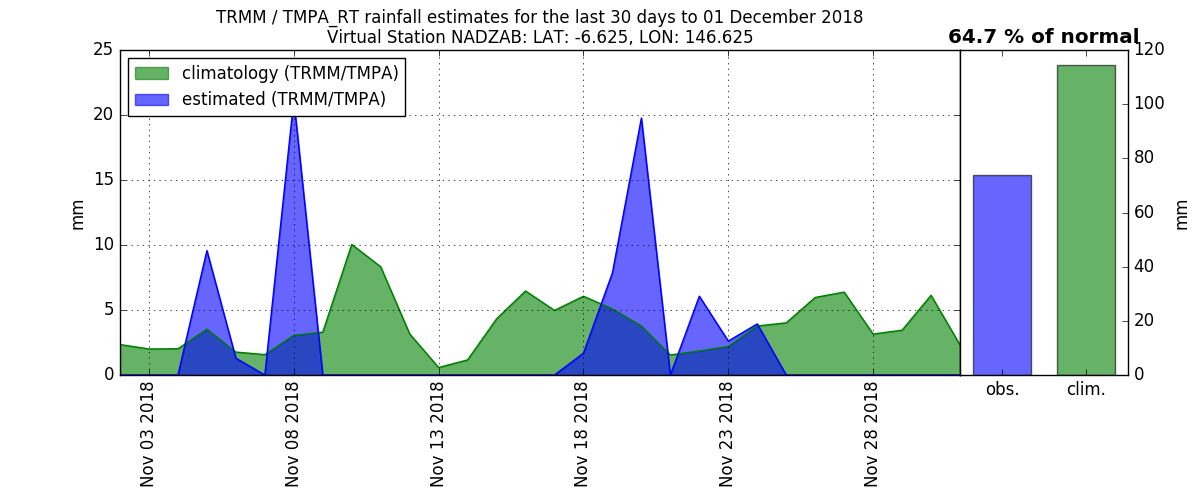 TRMM / TMPA_RT rainfall estimates for the last 30 days to 01 December 2018
Virtual Station NADZAB: LAT: -6.625, LON: 146.625
64.7 % of normal
climatology (TRMM/TMPA)
estimated (TRMM/TMPA)
25
20
15
10
5
0
mm
Nov 03 2018
Nov 08 2018
Nov 13 2018
Nov 18 2018
Nov 23 2018
Nov 28 2018
obs.
clim.
120
100
80
60
40
20
0
mm